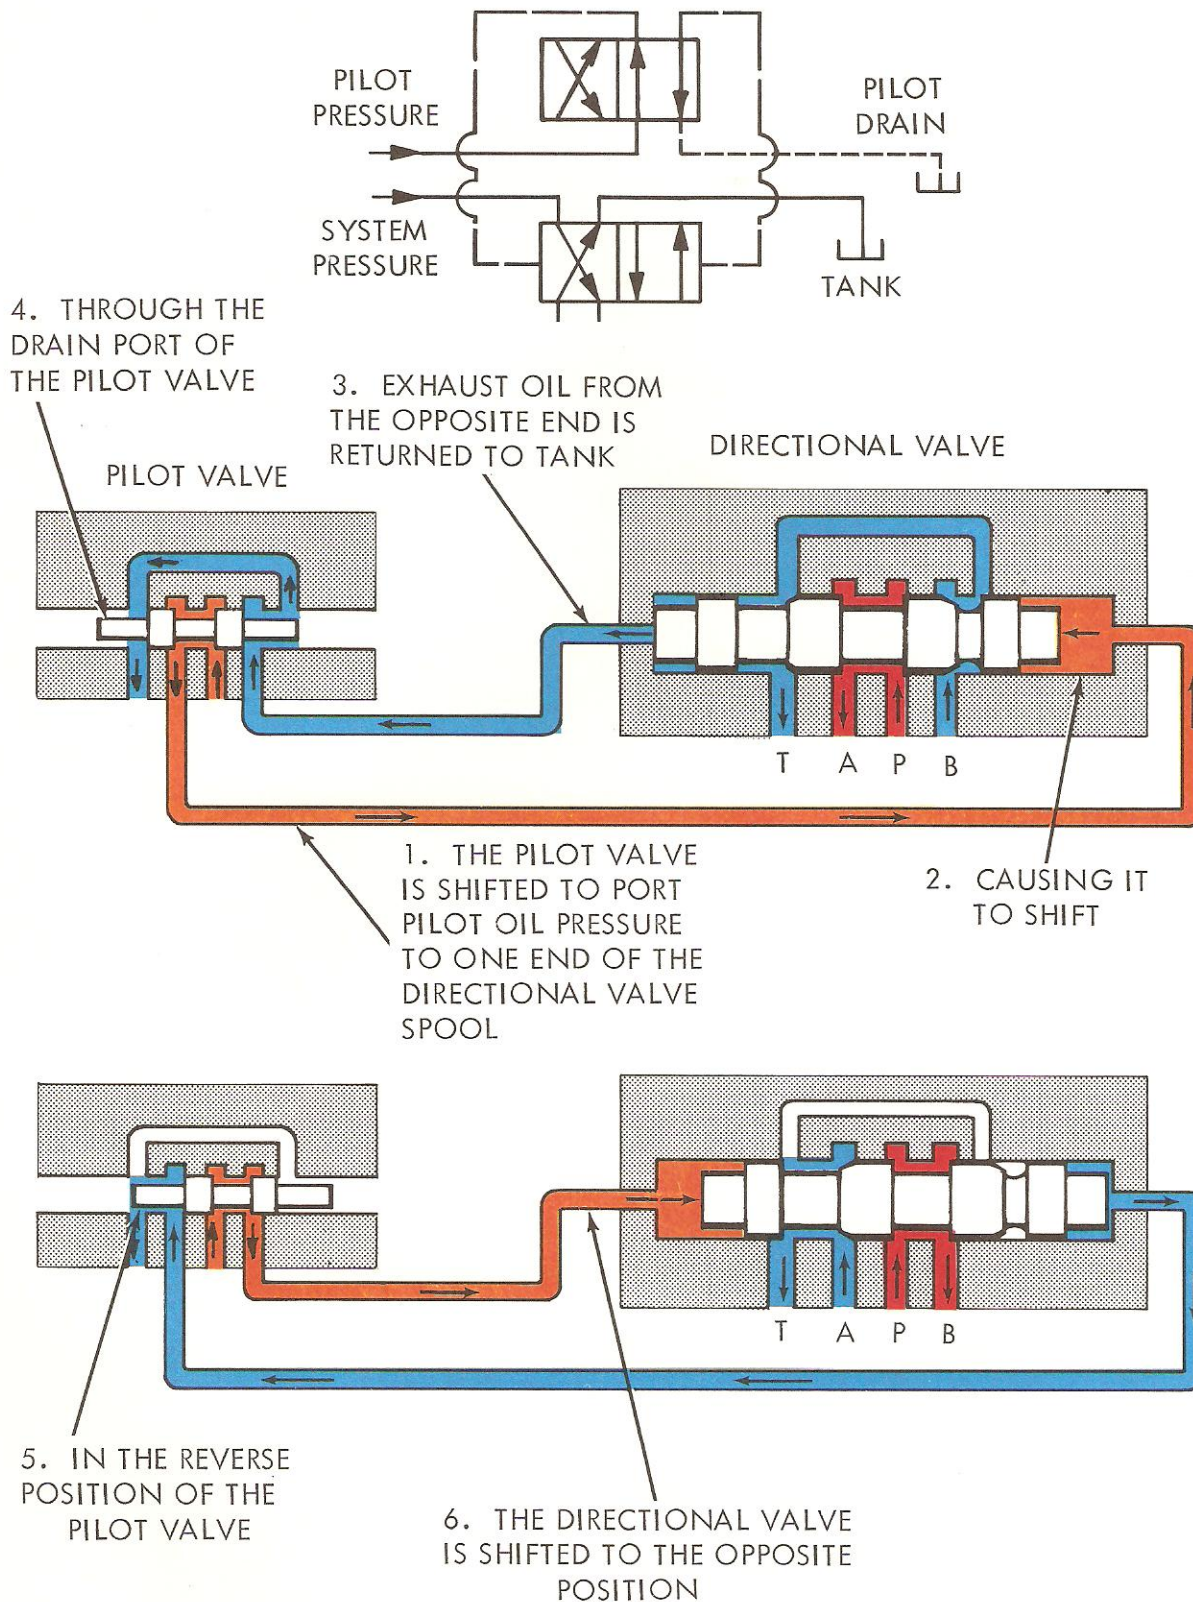 PILOT
PRESSURE
PILOT
DRAIN
SYSTEM
PRESSURE
TANK
4. THROUGH THE
DRAIN PORT OF
THE PILOT VALVE
3. EXHAUST OIL FROM
THE OPPOSITE END IS
RETURNED TO TANK
PILOT VALVE
DIRECTIONAL VALVE
T A P B
1. THE PILOT VALVE
IS SHIFTED TO PORT
PILOT OIL PRESSURE
TO ONE END OF THE
DIRECTIONAL VALVE
SPOOL
2. CAUSING IT
TO SHIFT
T A P B
5. IN THE REVERSE
POSITION OF THE
PILOT VALVE
6. THE DIRECTIONAL VALVE
IS SHIFTED TO THE OPPOSITE
POSITION